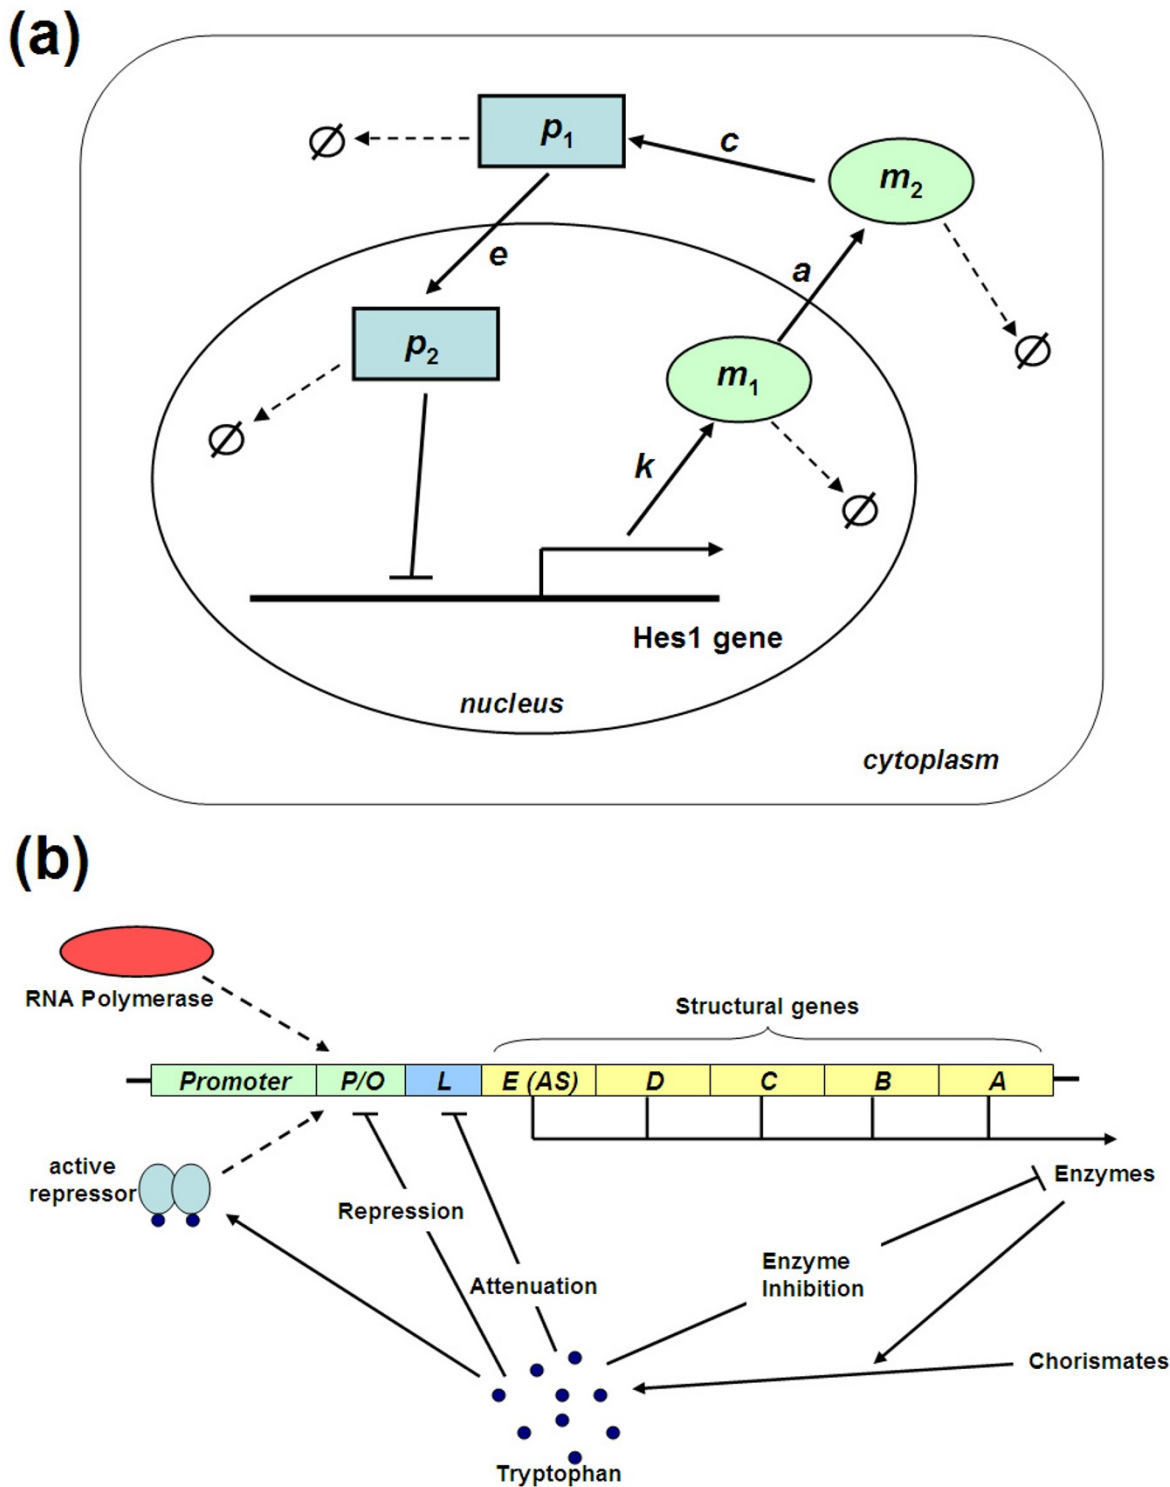 (a)
p1
c
m2
e
a
p2
m1
k
Hes1 gene
nucleus
cytoplasm
(b)
RNA Polymerase
Structural genes
Promoter P/O L E (AS) D C B A
active
repressor
Enzymes
Repression
Enzyme
Inhibition
Attenuation
Chorismates
Tryptophan